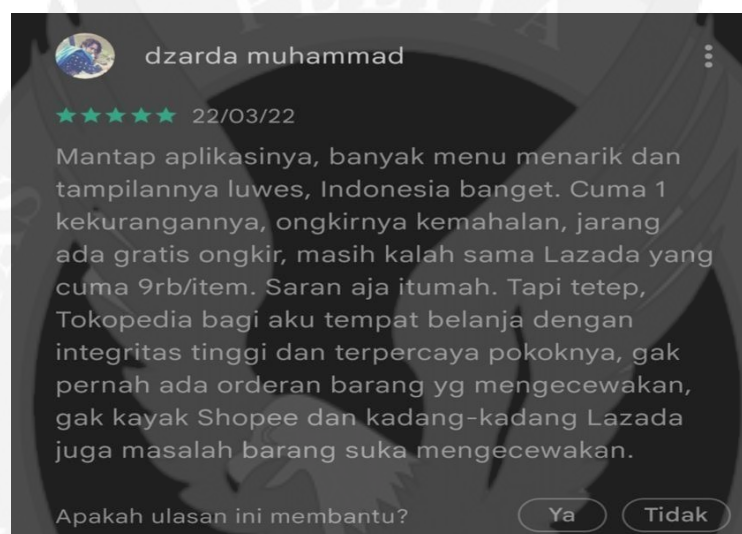 dzarda muhammad
22/03/22
Mantap aplikasinya, banyak menu menarik dan
tampilannya luwes, Indonesia banget. Cuma 1
kekurangannya, ongkirnya kemahalan, jarang
ada gratis ongkir, masih kalah sama Lazada yang
cuma 9rb/item. Saran aja itumah. Tapi tetep,
Tokopedia bagi aku tempat belanja dengan
integritas tinggi dan terpercaya pokoknya, gak
pernah ada orderan barang yg mengecewakan,
gak kayak Shopee dan kadang-kadang Lazada
juga masalah barang suka mengecewakan.
Apakah ulasan ini membantu?
Ya
Tidak